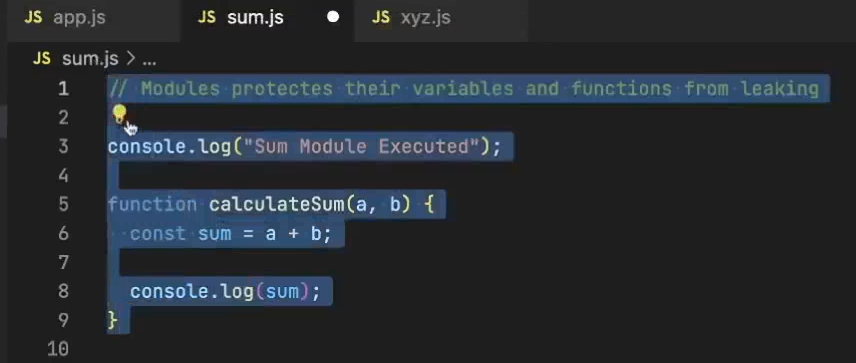 JS app.js JS sum.js JS xyz.js
JS sum.js > ...
1 // Modules protectes their variables and functions from leaking
2
3 console.log("Sum Module Executed");
4
5 function calculateSum(a, b) {
6 const sum = a + b;
7
8 console.log(sum);
9 }
10